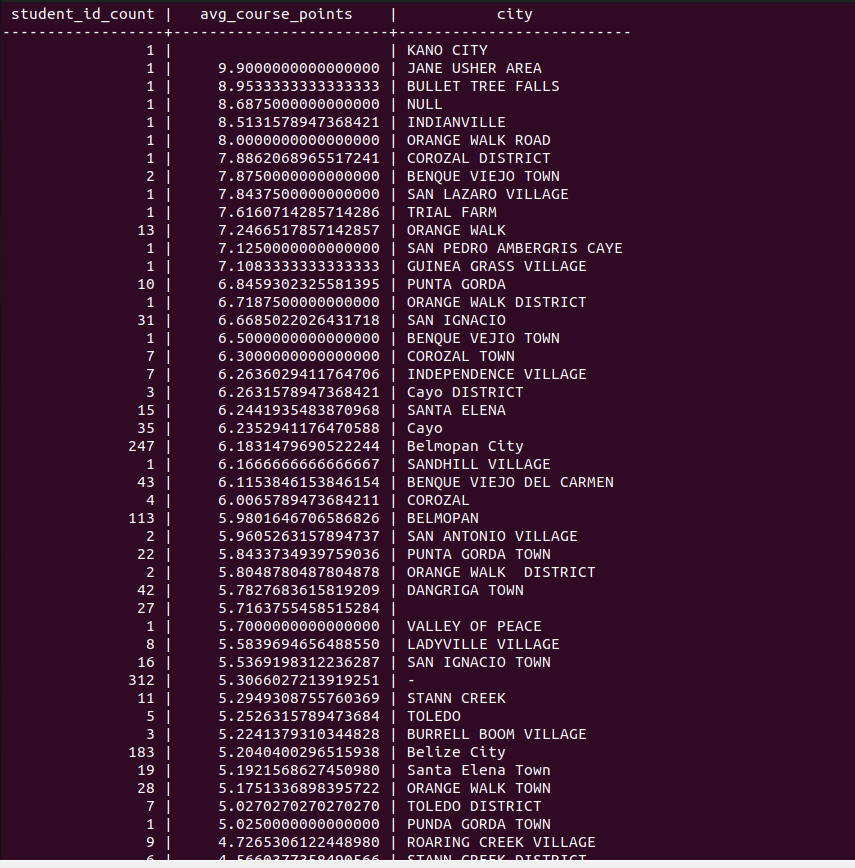 student_id_count | avg_course_points | city
------------------+------------------------+--------------------------
1 | | KANO CITY
1 | 9.9000000000000000 | JANE USHER AREA
1 | 8.9533333333333333 | BULLET TREE FALLS
1 | 8.6875000000000000 | NULL
1 | 8.5131578947368421 | INDIANVILLE
1 | 8.0000000000000000 | ORANGE WALK ROAD
1 | 7.8862068965517241 | COROZAL DISTRICT
2 | 7.8750000000000000 | BENQUE VIEJO TOWN
1 | 7.8437500000000000 | SAN LAZARO VILLAGE
1 | 7.6160714285714286 | TRIAL FARM
13 | 7.2466517857142857 | ORANGE WALK
1 | 7.1250000000000000 | SAN PEDRO AMBERGRIS CAYE
1 | 7.1083333333333333 | GUINEA GRASS VILLAGE
10 | 6.8459302325581395 | PUNTA GORDA
1 | 6.7187500000000000 | ORANGE WALK DISTRICT
31 | 6.6685022026431718 | SAN IGNACIO
1 | 6.5000000000000000 | BENQUE VEJIO TOWN
7 | 6.3000000000000000 | COROZAL TOWN
7 | 6.2636029411764706 | INDEPENDENCE VILLAGE
3 | 6.2631578947368421 | Cayo DISTRICT
15 | 6.2441935483870968 | SANTA ELENA
35 | 6.2352941176470588 | Cayo
247 | 6.1831479690522244 | Belmopan City
1 | 6.1666666666666667 | SANDHILL VILLAGE
43 | 6.1153846153846154 | BENQUE VIEJO DEL CARMEN
4 | 6.0065789473684211 | COROZAL
113 | 5.9801646706586826 | BELMOPAN
2 | 5.9605263157894737 | SAN ANTONIO VILLAGE
22 | 5.8433734939759036 | PUNTA GORDA TOWN
2 | 5.8048780487804878 | ORANGE WALK  DISTRICT
42 | 5.7827683615819209 | DANGRIGA TOWN
27 | 5.7163755458515284 |
1 | 5.7000000000000000 | VALLEY OF PEACE
8 | 5.5839694656488550 | LADYVILLE VILLAGE
16 | 5.5369198312236287 | SAN IGNACIO TOWN
312 | 5.3066027213919251 | -
11 | 5.2949308755760369 | STANN CREEK
5 | 5.2526315789473684 | TOLEDO
3 | 5.2241379310344828 | BURRELL BOOM VILLAGE
183 | 5.2040400296515938 | Belize City
19 | 5.1921568627450980 | Santa Elena Town
28 | 5.1751336898395722 | ORANGE WALK TOWN
7 | 5.0270270270270270 | TOLEDO DISTRICT
1 | 5.0250000000000000 | PUNDA GORDA TOWN
9 | 4.7265306122448980 | ROARING CREEK VILLAGE
6 | 4.5660377358490566 | STANN CREEK DISTRICT